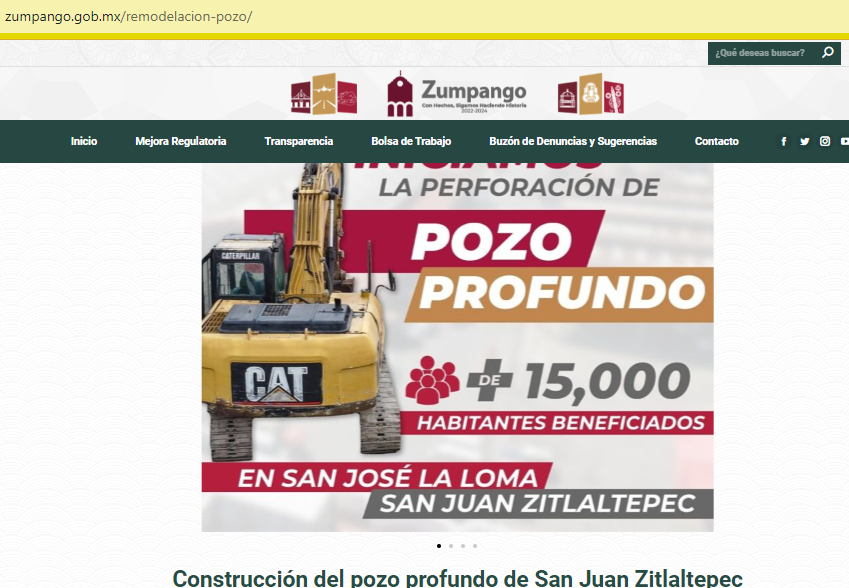 zumpango.gob.mx/remodelacion-pozo/
¿Qué deseas buscar?
Zumpango
Con Hechos, Sigamos Haciendo Historia
2022-2024
Inicio Mejora Regulatoria Transparencia Bolsa de Trabajo Buzón de Denuncias y Sugerencias Contacto
INICIAMOS
LA PERFORACIÓN DE
POZO
PROFUNDO
CATERPILLAR
CAT
+ DE 15,000
HABITANTES BENEFICIADOS
EN SAN JOSÉ LA LOMA
SAN JUAN ZITLALTEPEC
Construcción del pozo profundo de San Juan Zitlaltepec